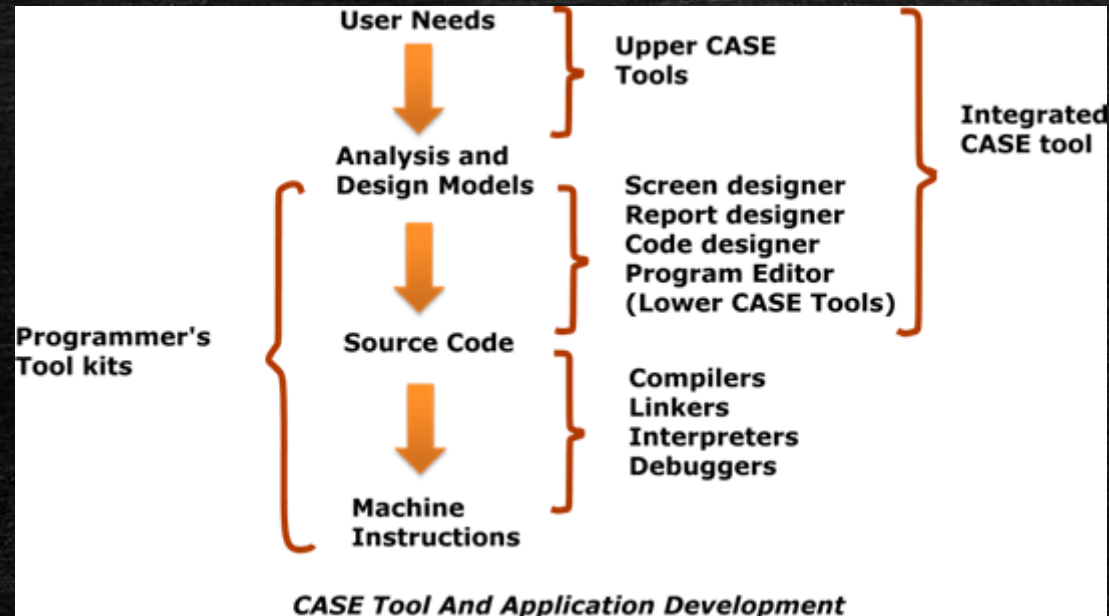 User Needs
Upper CASE
Tools
Integrated
CASE tool
Analysis and
Design Models
Screen designer
Report designer
Code designer
Program Editor
(Lower CASE Tools)
Programmer's
Tool kits
Source Code
Compilers
Linkers
Interpreters
Debuggers
Machine
Instructions
CASE Tool And Application Development